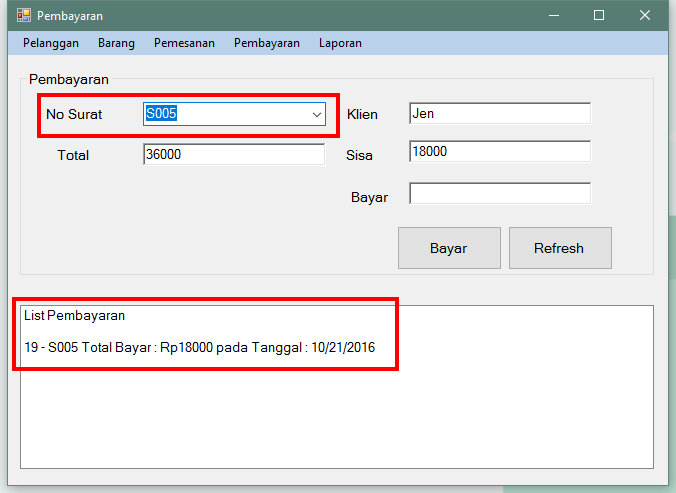 Pembayaran
Pelanggan Barang Pemesanan Pembayaran Laporan
Pembayaran
No Surat S005 Klien Jen
Total 36000 Sisa 18000
Bayar
Bayar Refresh
List Pembayaran
19 - S005 Total Bayar : Rp18000 pada Tanggal : 10/21/2016